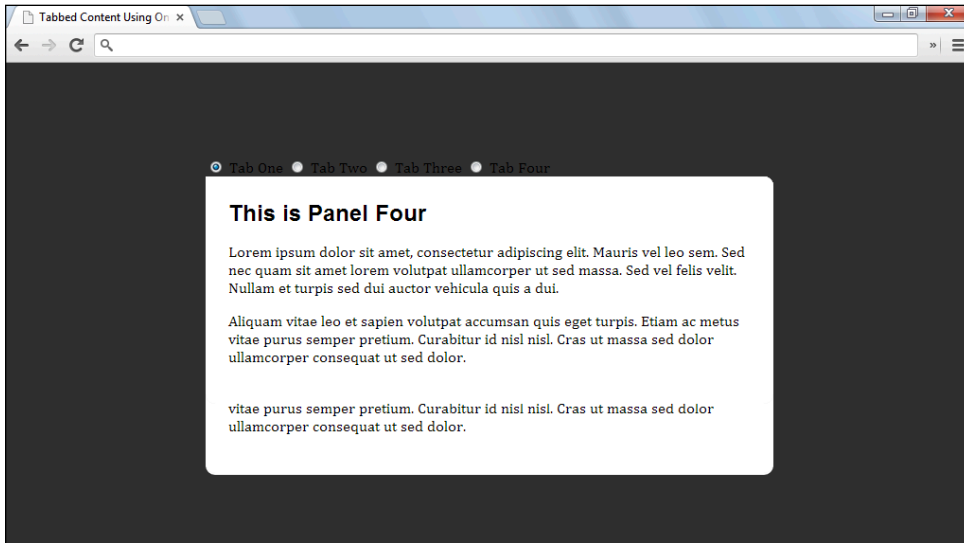 Tabbed Content Using On
Tab One Tab Two Tab Three Tab Four
This is Panel Four
Lorem ipsum dolor sit amet, consectetur adipiscing elit. Mauris vel leo sem. Sed
nec quam sit amet lorem volutpat ullamcorper ut sed massa. Sed vel felis velit.
Nullam et turpis sed dui auctor vehicula quis a dui.
Aliquam vitae leo et sapien volutpat accumsan quis eget turpis. Etiam ac metus
vitae purus semper pretium. Curabitur id nisl nisl. Cras ut massa sed dolor
ullamcorper consequat ut sed dolor.
vitae purus semper pretium. Curabitur id nisl nisl. Cras ut massa sed dolor
ullamcorper consequat ut sed dolor.